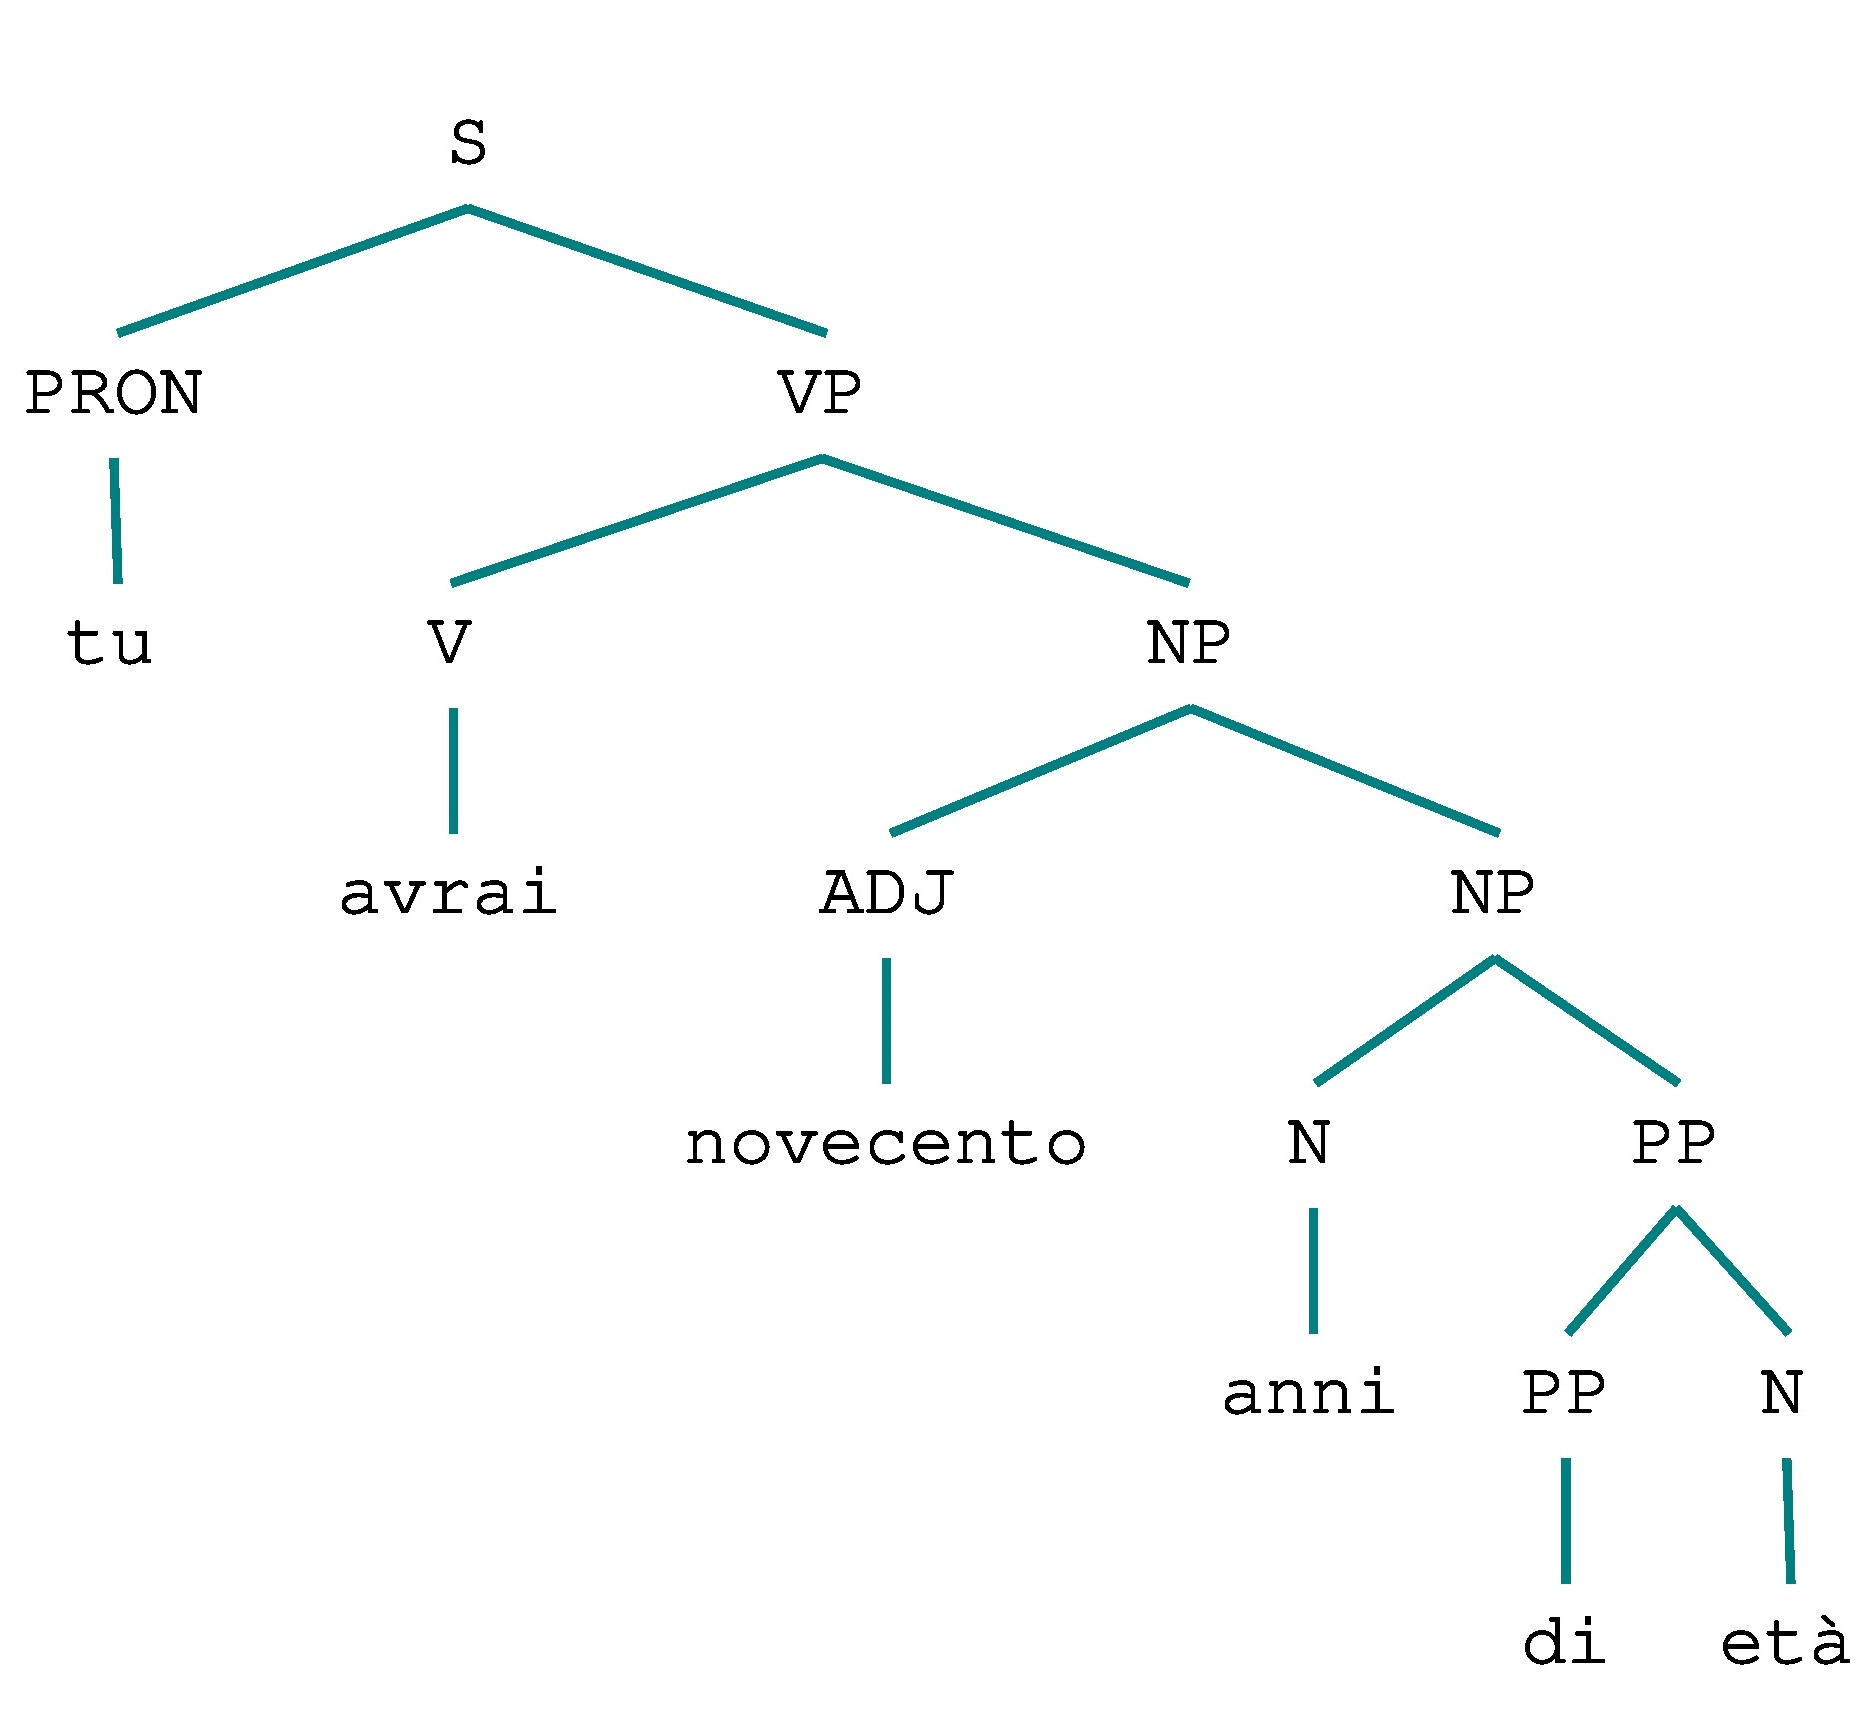 S
PRON VP
tu V NP
avrai ADJ NP
novecento N PP
anni PP N
di età